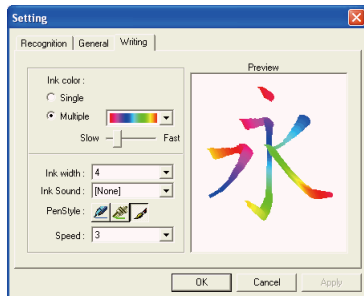 Setting
Recognition General Writing
Ink color :
Single
Multiple
Slow Fast
Ink width : 4
Ink Sound : [None]
PenStyle :
Speed : 3
Preview
永
OK Cancel Apply